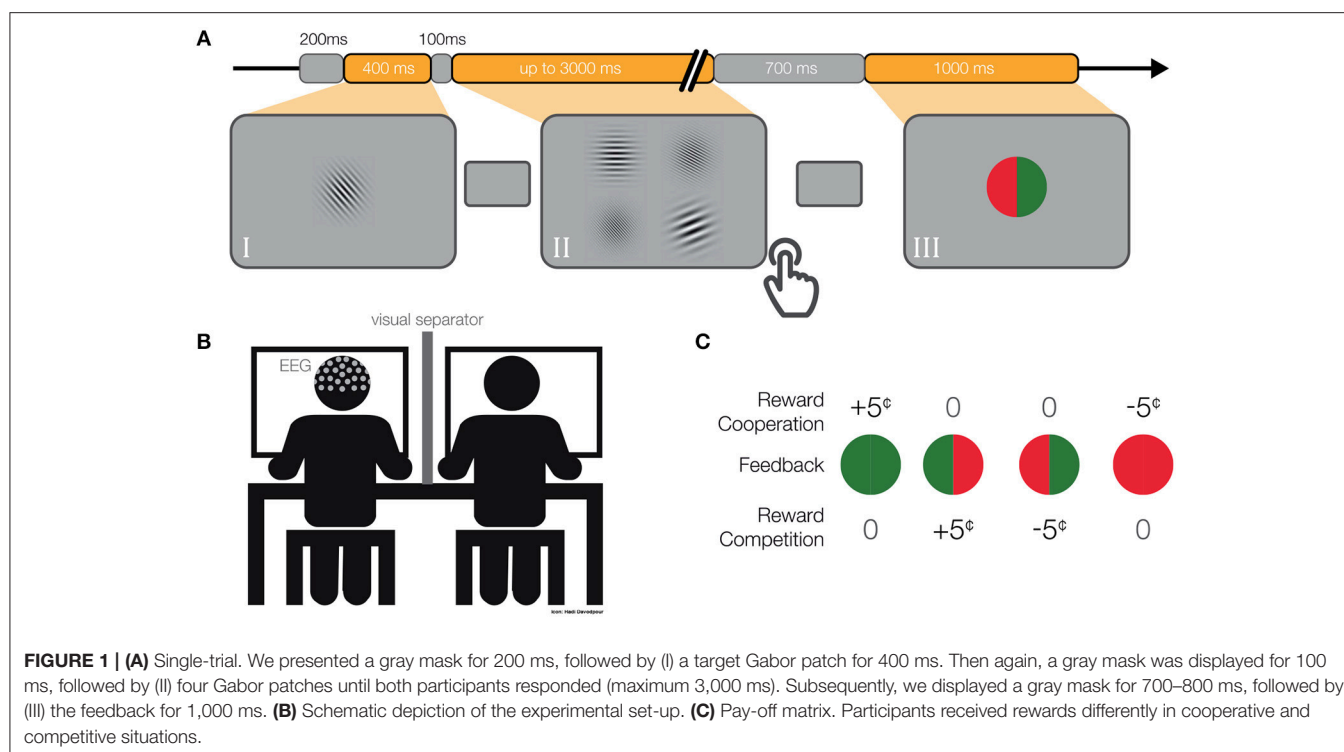 A
200ms 400 ms 100ms up to 3000 ms 700 ms 1000 ms
I II III
B
visual separator
EEG
Icon: Hadi Davodpour
C
Reward Cooperation +5¢ 0 0 -5¢
Feedback
Reward Competition 0 +5¢ -5¢ 0
FIGURE 1 | (A) Single-trial. We presented a gray mask for 200 ms, followed by (I) a target Gabor patch for 400 ms. Then again, a gray mask was displayed for 100
ms, followed by (II) four Gabor patches until both participants responded (maximum 3,000 ms). Subsequently, we displayed a gray mask for 700–800 ms, followed by
(III) the feedback for 1,000 ms. (B) Schematic depiction of the experimental set-up. (C) Pay-off matrix. Participants received rewards differently in cooperative and
competitive situations.